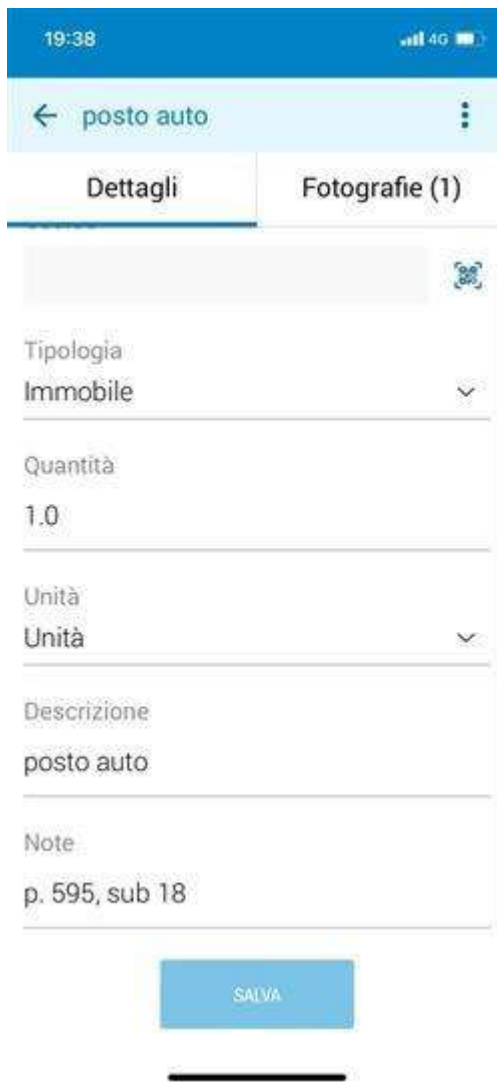 19:38
4G
posto auto
Dettagli
Fotografie (1)
Tipologia
Immobile
Quantità
1.0
Unità
Unità
Descrizione
posto auto
Note
p. 595, sub 18
SALVA